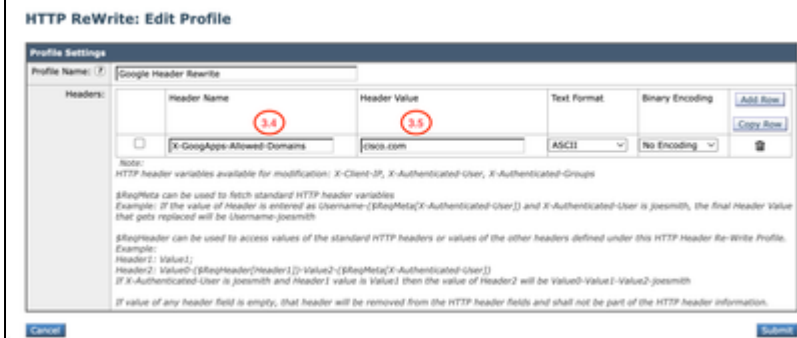 HTTP ReWrite: Edit Profile
Profile Settings
Profile Name: ? Google Header Rewrite
Headers: Header Name Header Value Text Format Binary Encoding Add Row
3.4 3.5 Copy Row
X-GoogApps-Allowed-Domains cisco.com ASCII No Encoding
Note:
HTTP header variables available for modification: X-Client-IP, X-Authenticated-User, X-Authenticated-Groups
$ReqMeta can be used to fetch standard HTTP header variables
Example: If the value of Header is entered as Username-($ReqMeta[X-Authenticated-User]) and X-Authenticated-User is joesmith, the final Header Value
that gets replaced will be Username-joesmith
$ReqHeader can be used to access values of the standard HTTP headers or values of the other headers defined under this HTTP Header Re-Write Profile.
Example:
Header1: Value1;
Header2: Value0-($ReqHeader[Header1])-Value2-($ReqMeta[X-Authenticated-User])
If X-Authenticated-User is joesmith and Header1 value is Value1 then the value of Header2 will be Value0-Value1-Value2-joesmith
If value of any header field is empty, that header will be removed from the HTTP header fields and shall not be part of the HTTP header information.
Cancel Submit